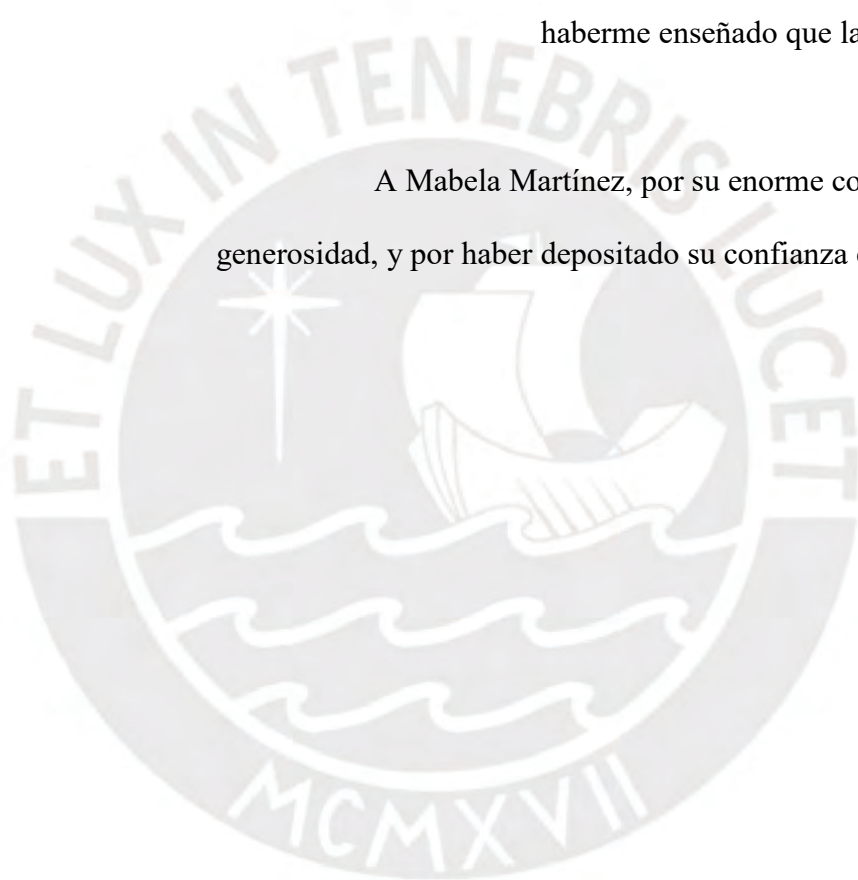 haberme enseñado que la
A Mabela Martínez, por su enorme
generosidad, y por haber depositado su confianza
ET LUX IN TENEBRIS LUCET
MCMXVII